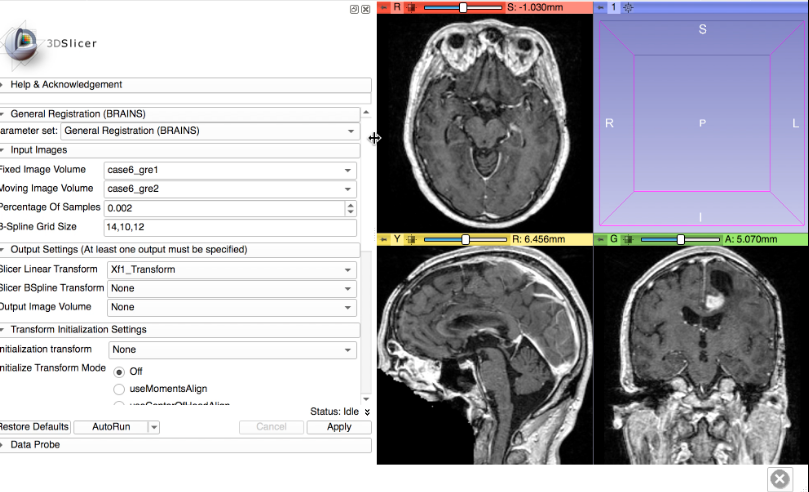 3DSlicer
Help & Acknowledgement
General Registration (BRAINS)
arameter set: General Registration (BRAINS)
Input Images
Fixed Image Volume case6_gre1
Moving Image Volume case6_gre2
Percentage Of Samples 0.002
B-Spline Grid Size 14,10,12
Output Settings (At least one output must be specified)
Slicer Linear Transform Xf1_Transform
Slicer BSpline Transform None
Output Image Volume None
Transform Initialization Settings
nitialization transform None
nitialize Transform Mode Off
useMomentsAlign
useCenterOfHeadAlign
Status: Idle
Restore Defaults AutoRun Cancel Apply
Data Probe
R S: -1.030mm
1
S
R P L
I
Y R: 6.456mm
G A: 5.070mm